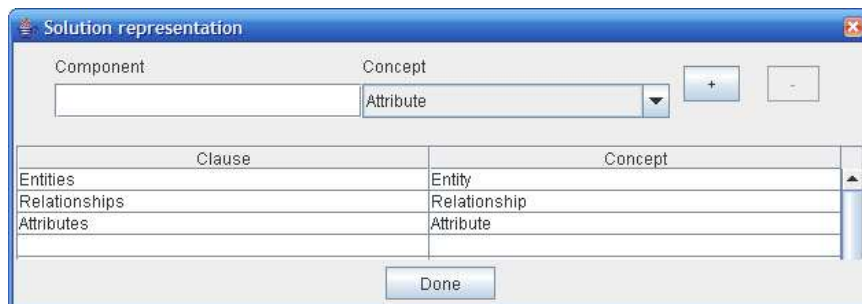 Solution representation
Component Concept
Attribute
+ -
Clause Concept
Entities Entity
Relationships Relationship
Attributes Attribute
Done